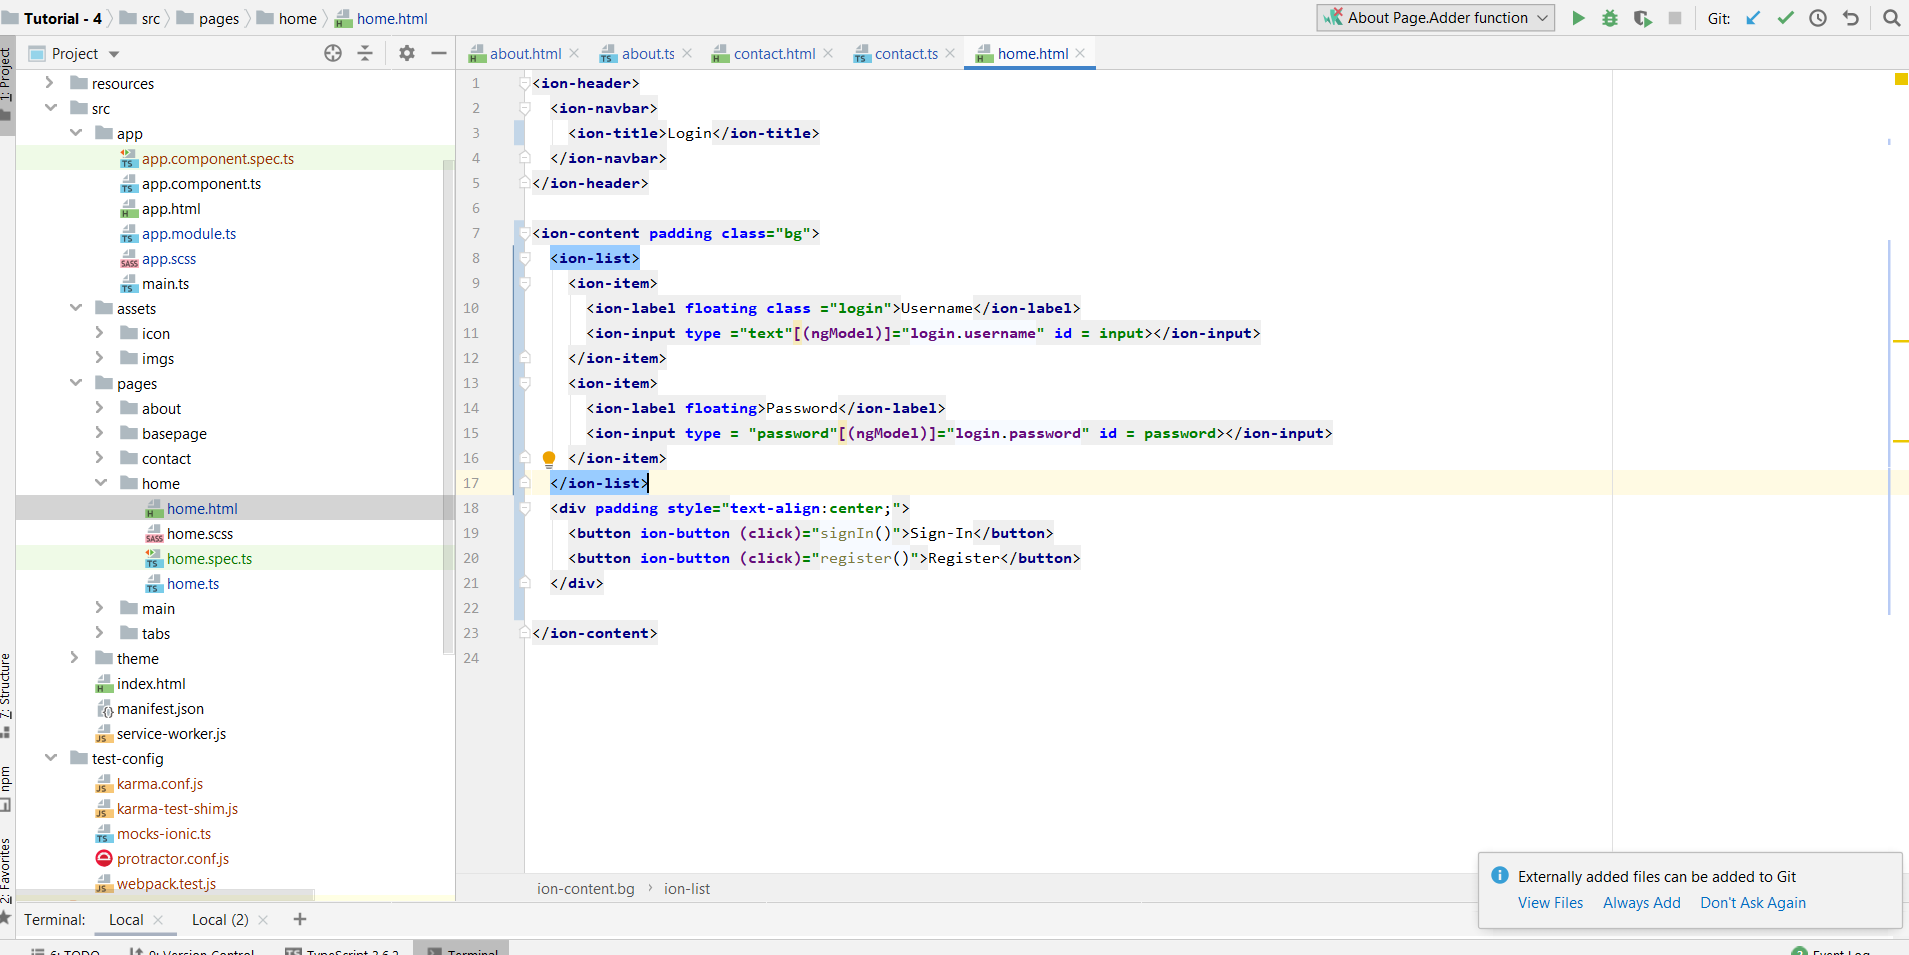 Tutorial - 4 src pages home home.html About Page.Adder function Git:
1: Project
Project
about.html about.ts contact.html contact.ts home.html
resources
src
app
app.component.spec.ts
app.component.ts
app.html
app.module.ts
app.scss
main.ts
assets
icon
imgs
pages
about
basepage
contact
home
home.html
home.scss
home.spec.ts
home.ts
main
tabs
theme
index.html
manifest.json
service-worker.js
test-config
karma.conf.js
karma-test-shim.js
mocks-ionic.ts
protractor.conf.js
webpack.test.js
7: Structure
npm
2: Favorites
1 <ion-header>
2 <ion-navbar>
3 <ion-title>Login</ion-title>
4 </ion-navbar>
5 </ion-header>
6
7 <ion-content padding class="bg">
8 <ion-list>
9 <ion-item>
10 <ion-label floating class ="login">Username</ion-label>
11 <ion-input type ="text"[(ngModel)]="login.username" id = input></ion-input>
12 </ion-item>
13 <ion-item>
14 <ion-label floating>Password</ion-label>
15 <ion-input type = "password"[(ngModel)]="login.password" id = password></ion-input>
16 </ion-item>
17 </ion-list>
18 <div padding style="text-align:center;">
19 <button ion-button (click)="signIn()">Sign-In</button>
20 <button ion-button (click)="register()">Register</button>
21 </div>
22
23 </ion-content>
24
ion-content.bg › ion-list
Externally added files can be added to Git
View Files Always Add Don't Ask Again
Terminal: Local Local (2)
6: TODO 9: Version Control TypeScript 3.6.2 Terminal Event Log